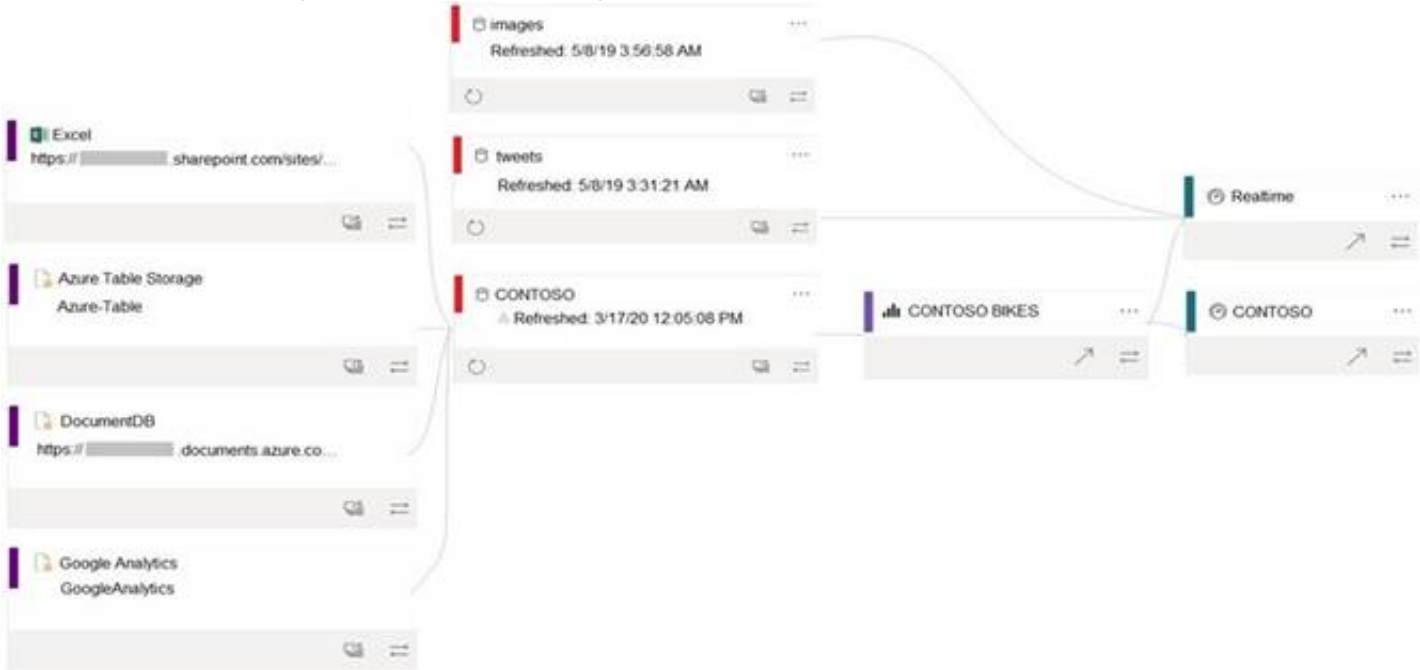 images
Refreshed: 5/8/19 3:56:58 AM
Excel
https:// .sharepoint.com/sites/...
tweets
Refreshed: 5/8/19 3:31:21 AM
Realtime
Azure Table Storage
Azure-Table
CONTOSO
Refreshed: 3/17/20 12:05:08 PM
CONTOSO BIKES
CONTOSO
DocumentDB
https:// .documents.azure.co...
Google Analytics
GoogleAnalytics